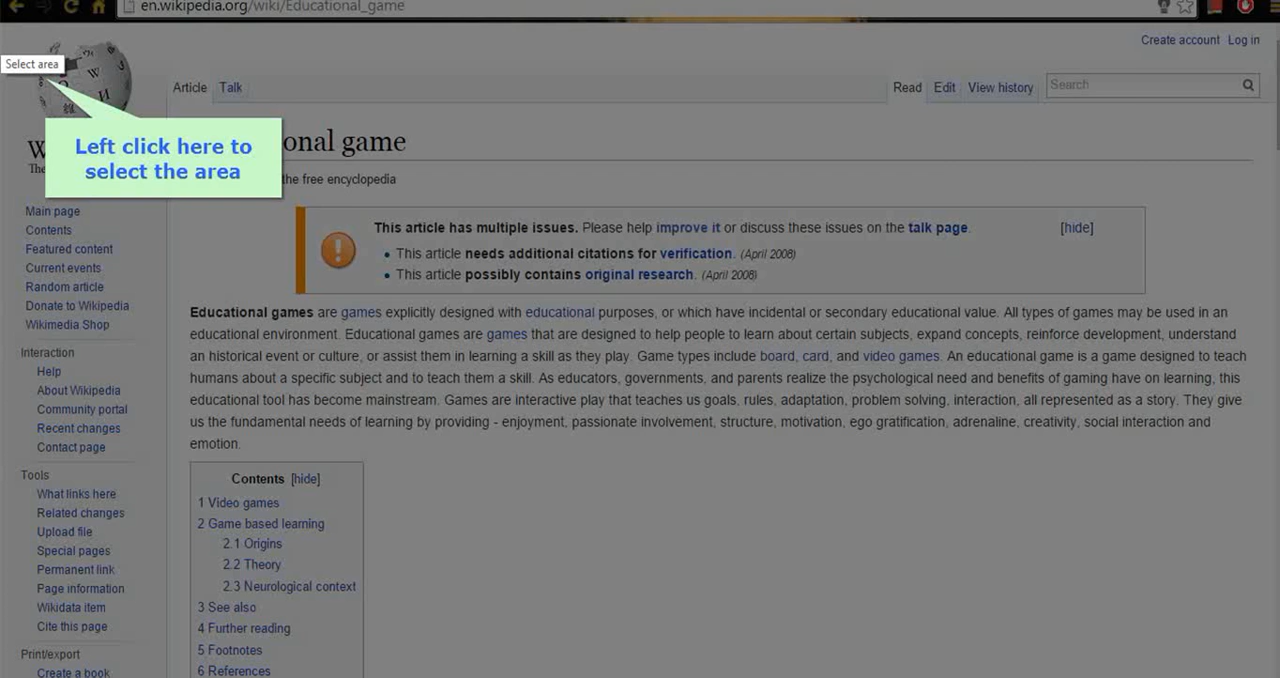 en.wikipedia.org/wiki/Educational_game
Create account Log in
Select area
Article Talk
Read Edit View history Search
Left click here to
select the area
onal game
the free encyclopedia
This article has multiple issues. Please help improve it or discuss these issues on the talk page. [hide]
• This article needs additional citations for verification. (April 2008)
• This article possibly contains original research. (April 2008)
Main page
Contents
Featured content
Current events
Random article
Donate to Wikipedia
Wikimedia Shop
Interaction
Help
About Wikipedia
Community portal
Recent changes
Contact page
Tools
What links here
Related changes
Upload file
Special pages
Permanent link
Page information
Wikidata item
Cite this page
Print/export
Create a book
Educational games are games explicitly designed with educational purposes, or which have incidental or secondary educational value. All types of games may be used in an
educational environment. Educational games are games that are designed to help people to learn about certain subjects, expand concepts, reinforce development, understand
an historical event or culture, or assist them in learning a skill as they play. Game types include board, card, and video games. An educational game is a game designed to teach
humans about a specific subject and to teach them a skill. As educators, governments, and parents realize the psychological need and benefits of gaming have on learning, this
educational tool has become mainstream. Games are interactive play that teaches us goals, rules, adaptation, problem solving, interaction, all represented as a story. They give
us the fundamental needs of learning by providing - enjoyment, passionate involvement, structure, motivation, ego gratification, adrenaline, creativity, social interaction and
emotion.
Contents [hide]
1 Video games
2 Game based learning
2.1 Origins
2.2 Theory
2.3 Neurological context
3 See also
4 Further reading
5 Footnotes
6 References